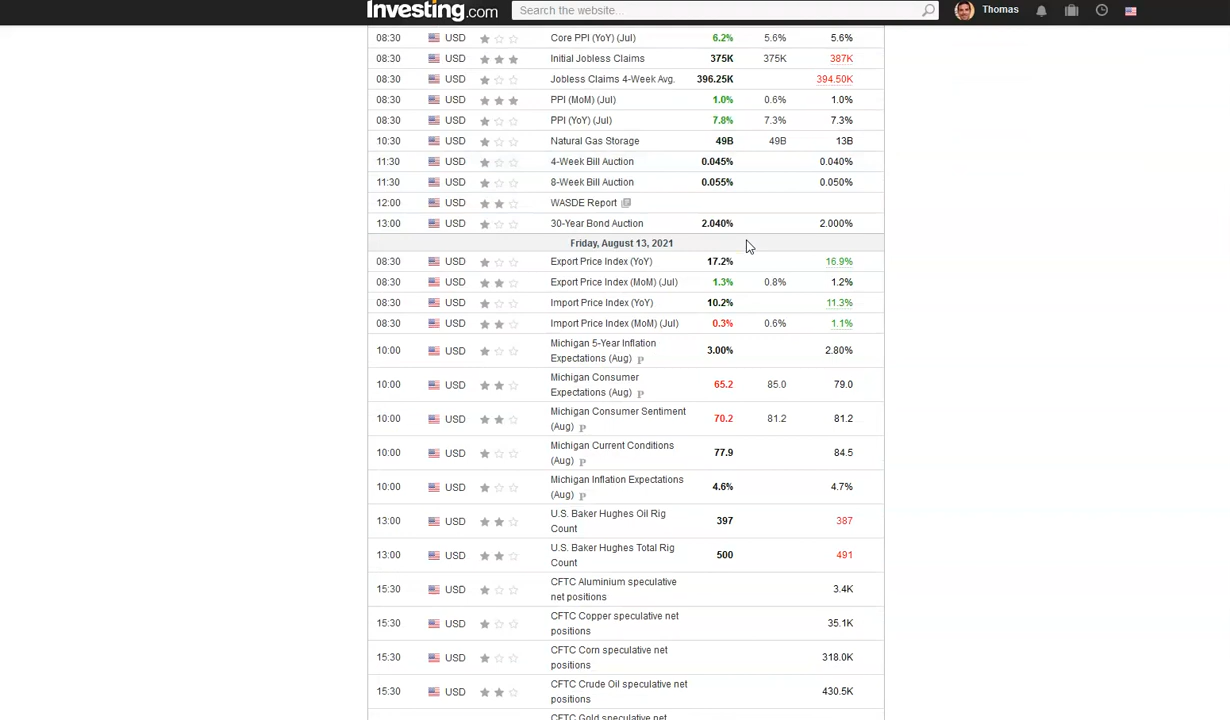 Investing.com Search the website... Thomas
08:30 USD Core PPI (YoY) (Jul) 6.2% 5.6% 5.6%
08:30 USD Initial Jobless Claims 375K 375K 387K
08:30 USD Jobless Claims 4-Week Avg. 396.25K 394.50K
08:30 USD PPI (MoM) (Jul) 1.0% 0.6% 1.0%
08:30 USD PPI (YoY) (Jul) 7.8% 7.3% 7.3%
10:30 USD Natural Gas Storage 49B 49B 13B
11:30 USD 4-Week Bill Auction 0.045% 0.040%
11:30 USD 8-Week Bill Auction 0.055% 0.050%
12:00 USD WASDE Report
13:00 USD 30-Year Bond Auction 2.040% 2.000%
Friday, August 13, 2021
08:30 USD Export Price Index (YoY) 17.2% 16.9%
08:30 USD Export Price Index (MoM) (Jul) 1.3% 0.8% 1.2%
08:30 USD Import Price Index (YoY) 10.2% 11.3%
08:30 USD Import Price Index (MoM) (Jul) 0.3% 0.6% 1.1%
10:00 USD Michigan 5-Year Inflation
Expectations (Aug) P 3.00% 2.80%
10:00 USD Michigan Consumer
Expectations (Aug) P 65.2 85.0 79.0
10:00 USD Michigan Consumer Sentiment
(Aug) P 70.2 81.2 81.2
10:00 USD Michigan Current Conditions
(Aug) P 77.9 84.5
10:00 USD Michigan Inflation Expectations
(Aug) P 4.6% 4.7%
13:00 USD U.S. Baker Hughes Oil Rig
Count 397 387
13:00 USD U.S. Baker Hughes Total Rig
Count 500 491
15:30 USD CFTC Aluminium speculative
net positions 3.4K
15:30 USD CFTC Copper speculative net
positions 35.1K
15:30 USD CFTC Corn speculative net
positions 318.0K
15:30 USD CFTC Crude Oil speculative net
positions 430.5K
CFTC Gold speculative net